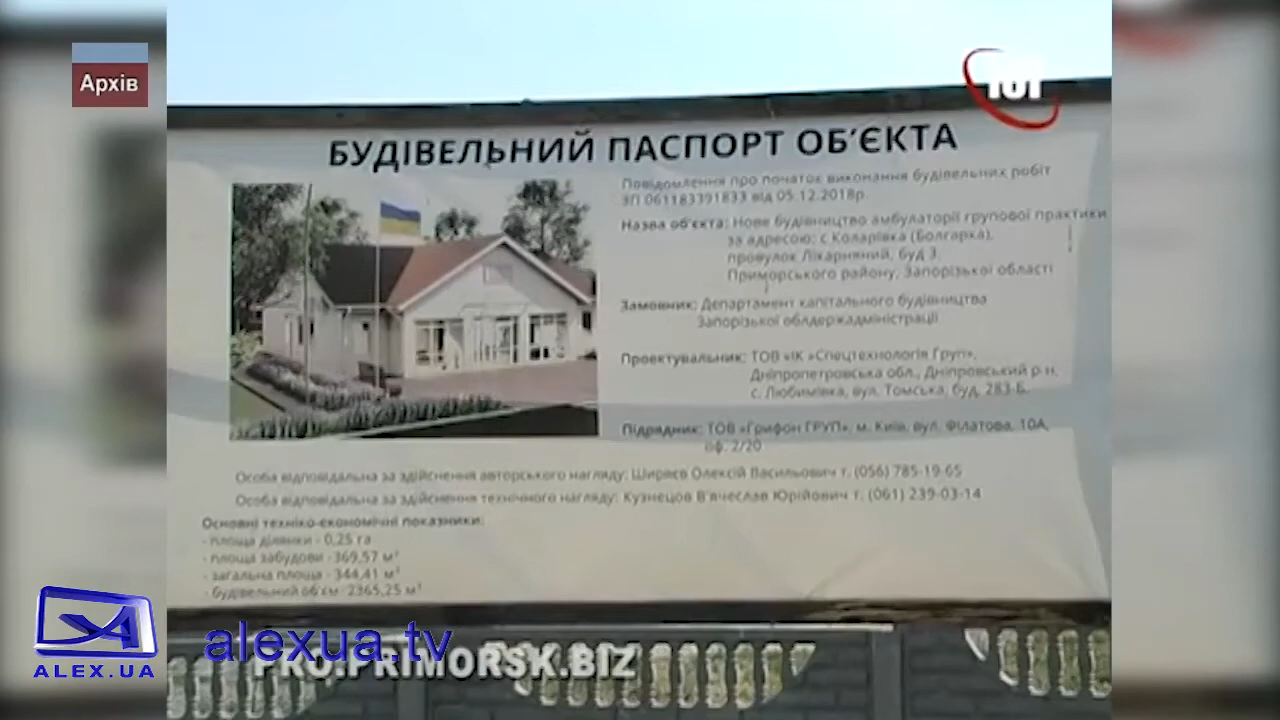 Архів
101
БУДІВЕЛЬНИЙ ПАСПОРТ ОБ'ЄКТА
Повідомлення про початок виконання будівельних робіт
ЗП 061183391833 від 05.12.2018р.
Назва об'єкта: Нове будівництво амбулаторії групової практики
за адресою: с Коларівка (Болгарка),
провулок Лікарняний, буд 3,
Приморського району, Запорізької області
Замовник: Департамент капітального будівництва
Запорізької облдержадміністрації
Проектувальник: ТОВ «ІК «Спецтехнологія Груп»,
Дніпропетровська обл., Дніпровський р н,
с. Любимівка, вул. Томська, буд. 283-Б.
Підрядник: ТОВ «Грифон ГРУП», м. Київ, вул. Філатова, 10А,
оф. 2/20
Особа відповідальна за здійснення авторського нагляду: Ширяєв Олексій Васильович т. (056) 785-19-65
Особа відповідальна за здійснення технічного нагляду: Кузнецов В'ячеслав Юрійович т. (061) 239-03-14
Основні техніко-економічні показники:
- площа ділянки - 0,25 га
- площа забудови - 369,57 м²
- загальна площа - 344,41 м²
- будівельний об'єм 2365,25 м³
alexua.tv
PRO.PRIMORSK.BIZ
ALEX.UA